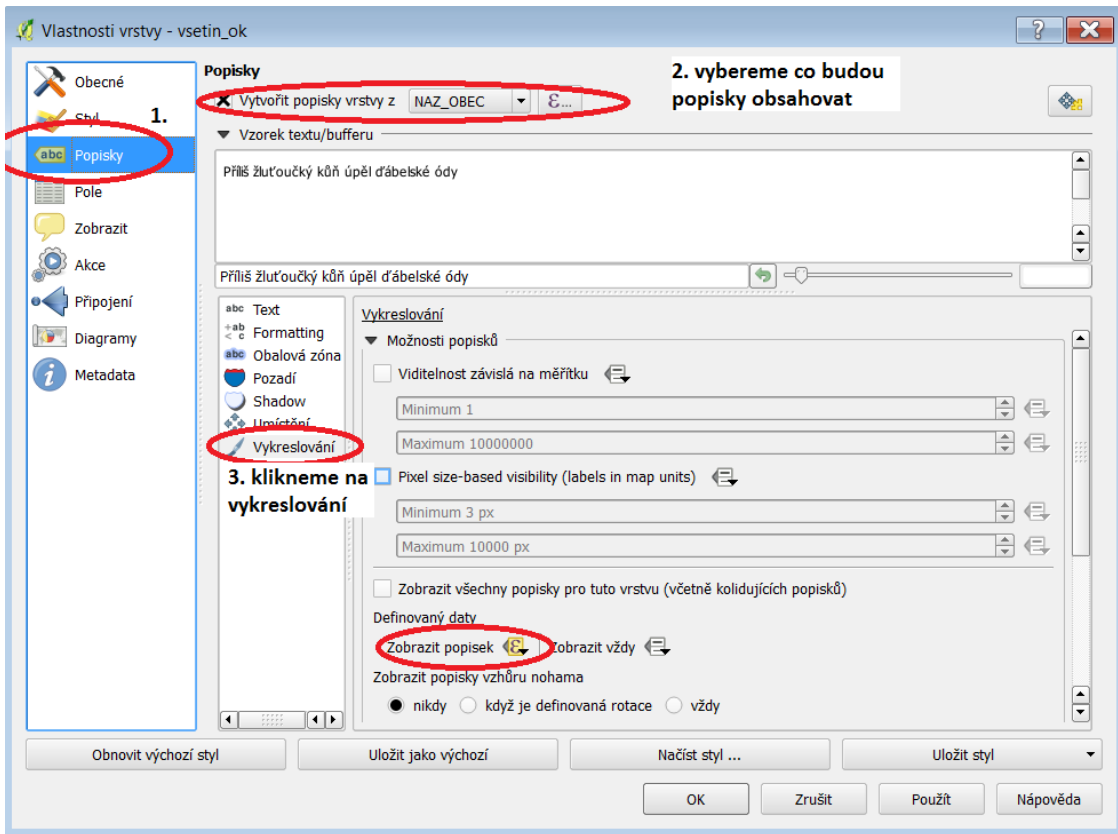 Vlastnosti vrstvy - vsetin_ok
Obecné
Styl
Popisky
Pole
Zobrazit
Akce
Připojení
Diagramy
Metadata
1.
Popisky
2. vybereme co budou
popisky obsahovat
Vytvořit popisky vrstvy z NAZ_OBEC ε...
Vzorek textu/bufferu
Příliš žluťoučký kůň úpěl ďábelské ódy
Příliš žluťoučký kůň úpěl ďábelské ódy
Text
Formatting
Obalová zóna
Pozadí
Shadow
Umístění
Vykreslování
3. klikneme na
vykreslování
Vykreslování
Možnosti popisků
Viditelnost závislá na měřítku
Minimum 1
Maximum 10000000
Pixel size-based visibility (labels in map units)
Minimum 3 px
Maximum 10000 px
Zobrazit všechny popisky pro tuto vrstvu (včetně kolidujících popisků)
Definovaný daty
Zobrazit popisek ε Zobrazit vždy
Zobrazit popisky vzhůru nohama
nikdy když je definovaná rotace vždy
Obnovit výchozí styl Uložit jako výchozí Načíst styl ... Uložit styl
OK Zrušit Použít Nápověda